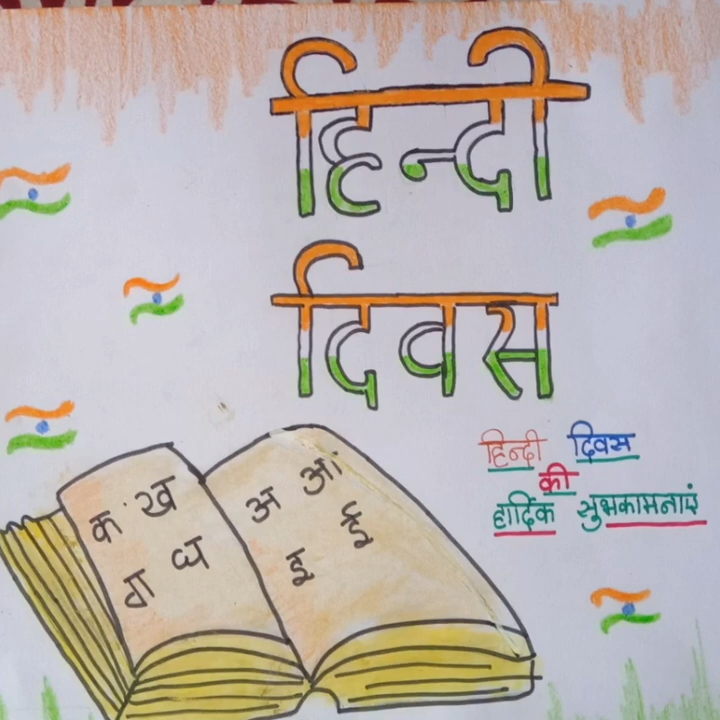 हिन्दी
दिवस
हिन्दी दिवस
की
हार्दिक सुभकामनाएं
क ख
ग घ
अ आ
इ ई